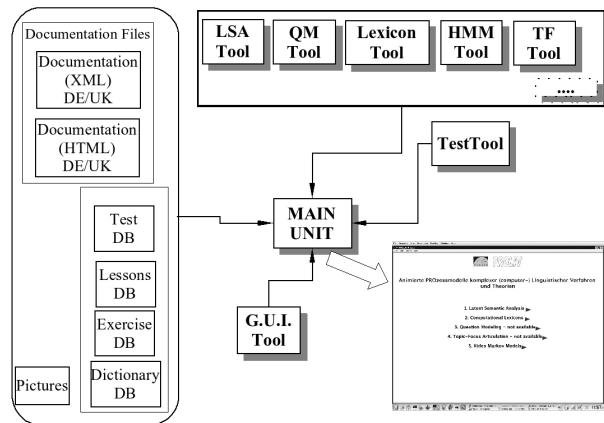 Documentation Files
Documentation
(XML)
DE/UK
Documentation
(HTML)
DE/UK
Test
DB
Lessons
DB
Exercise
DB
Dictionary
DB
Pictures
LSA
Tool
QM
Tool
Lexicon
Tool
HMM
Tool
TF
Tool
....
TestTool
MAIN
UNIT
G.U.I.
Tool
Animierte PROzessmodelle komplexer (computer-) Linguistischer Verfahren
und Theorien
1. Latent Semantic Analysis
2. Computational Lexicons
3. Question Modeling - not available
4. Topic-Focus Articulation - not available
5. Hiden Markov Models